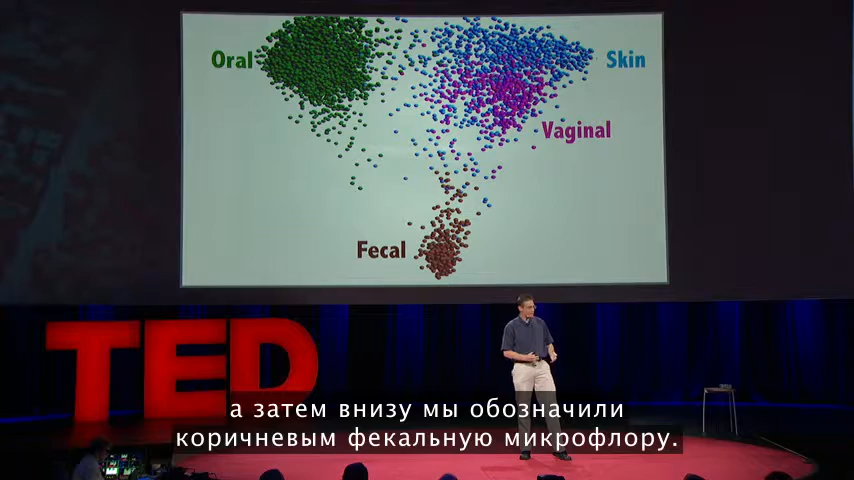 Oral
Skin
Vaginal
Fecal
TED
а затем внизу мы обозначили
коричневым фекальную микрофлору.